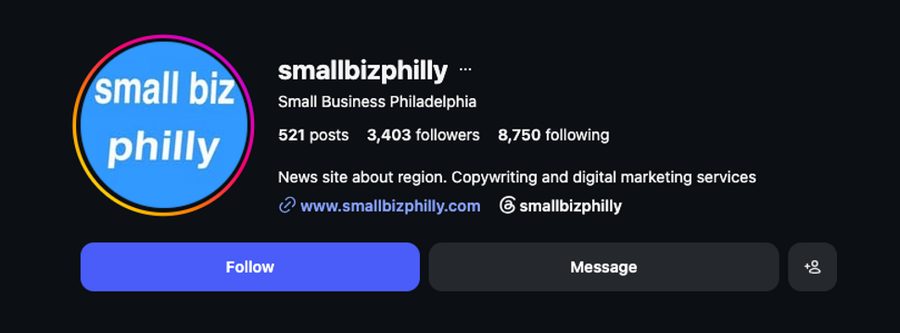 small biz
philly
smallbizphilly ...
Small Business Philadelphia
521 posts 3,403 followers 8,750 following
News site about region. Copywriting and digital marketing services
www.smallbizphilly.com smallbizphilly
Follow Message